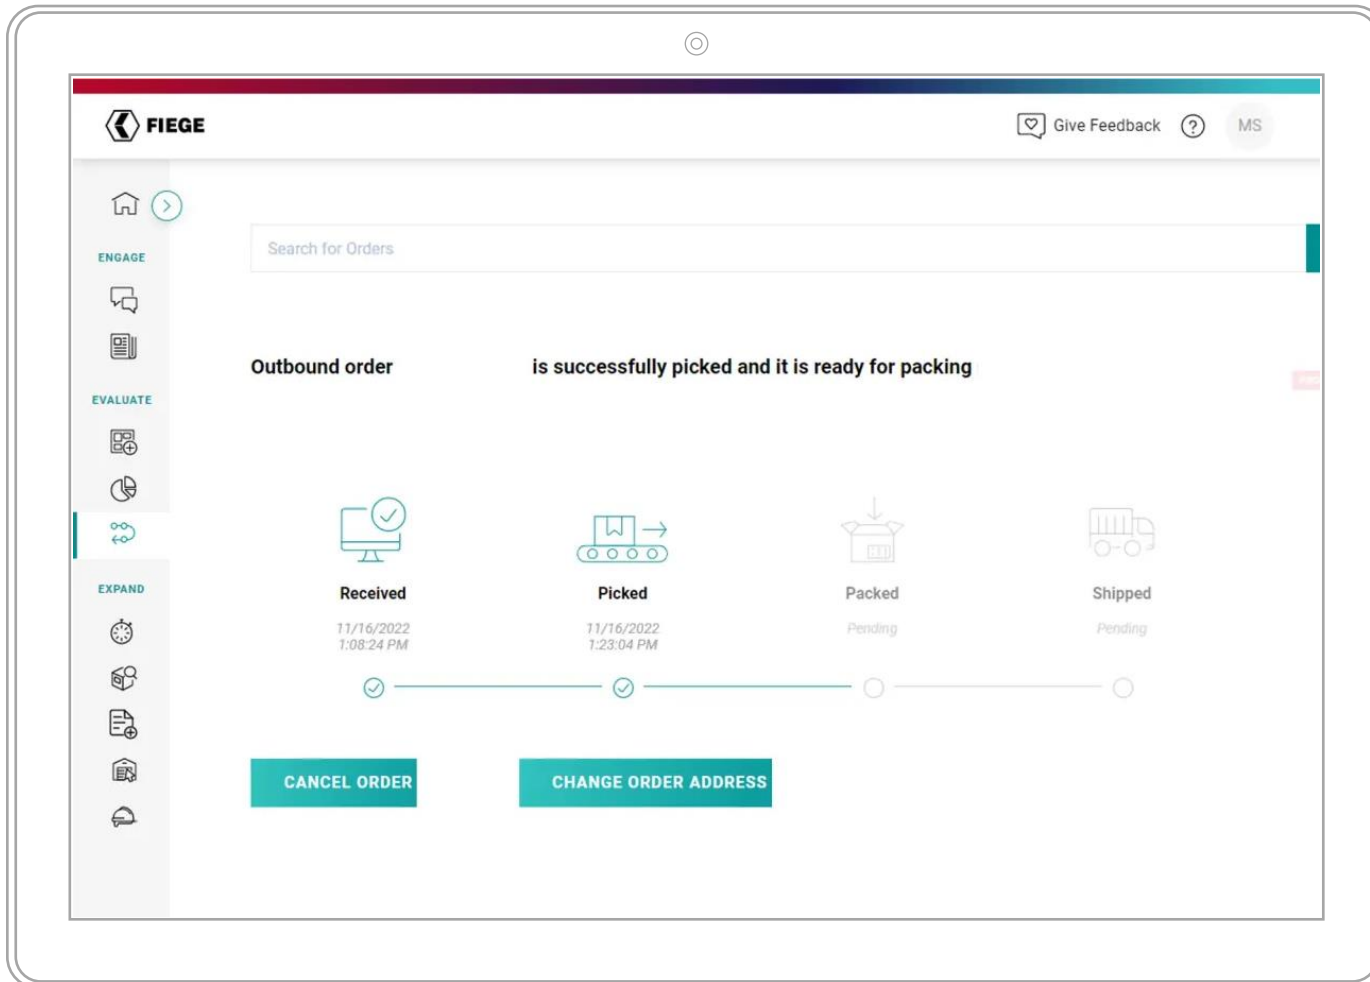 FIEGE
Give Feedback
MS
ENGAGE
EVALUATE
EXPAND
Search for Orders
Outbound order is successfully picked and it is ready for packing
Received
11/16/2022
1:08:24 PM
Picked
11/16/2022
1:23:04 PM
Packed
Pending
Shipped
Pending
CANCEL ORDER
CHANGE ORDER ADDRESS